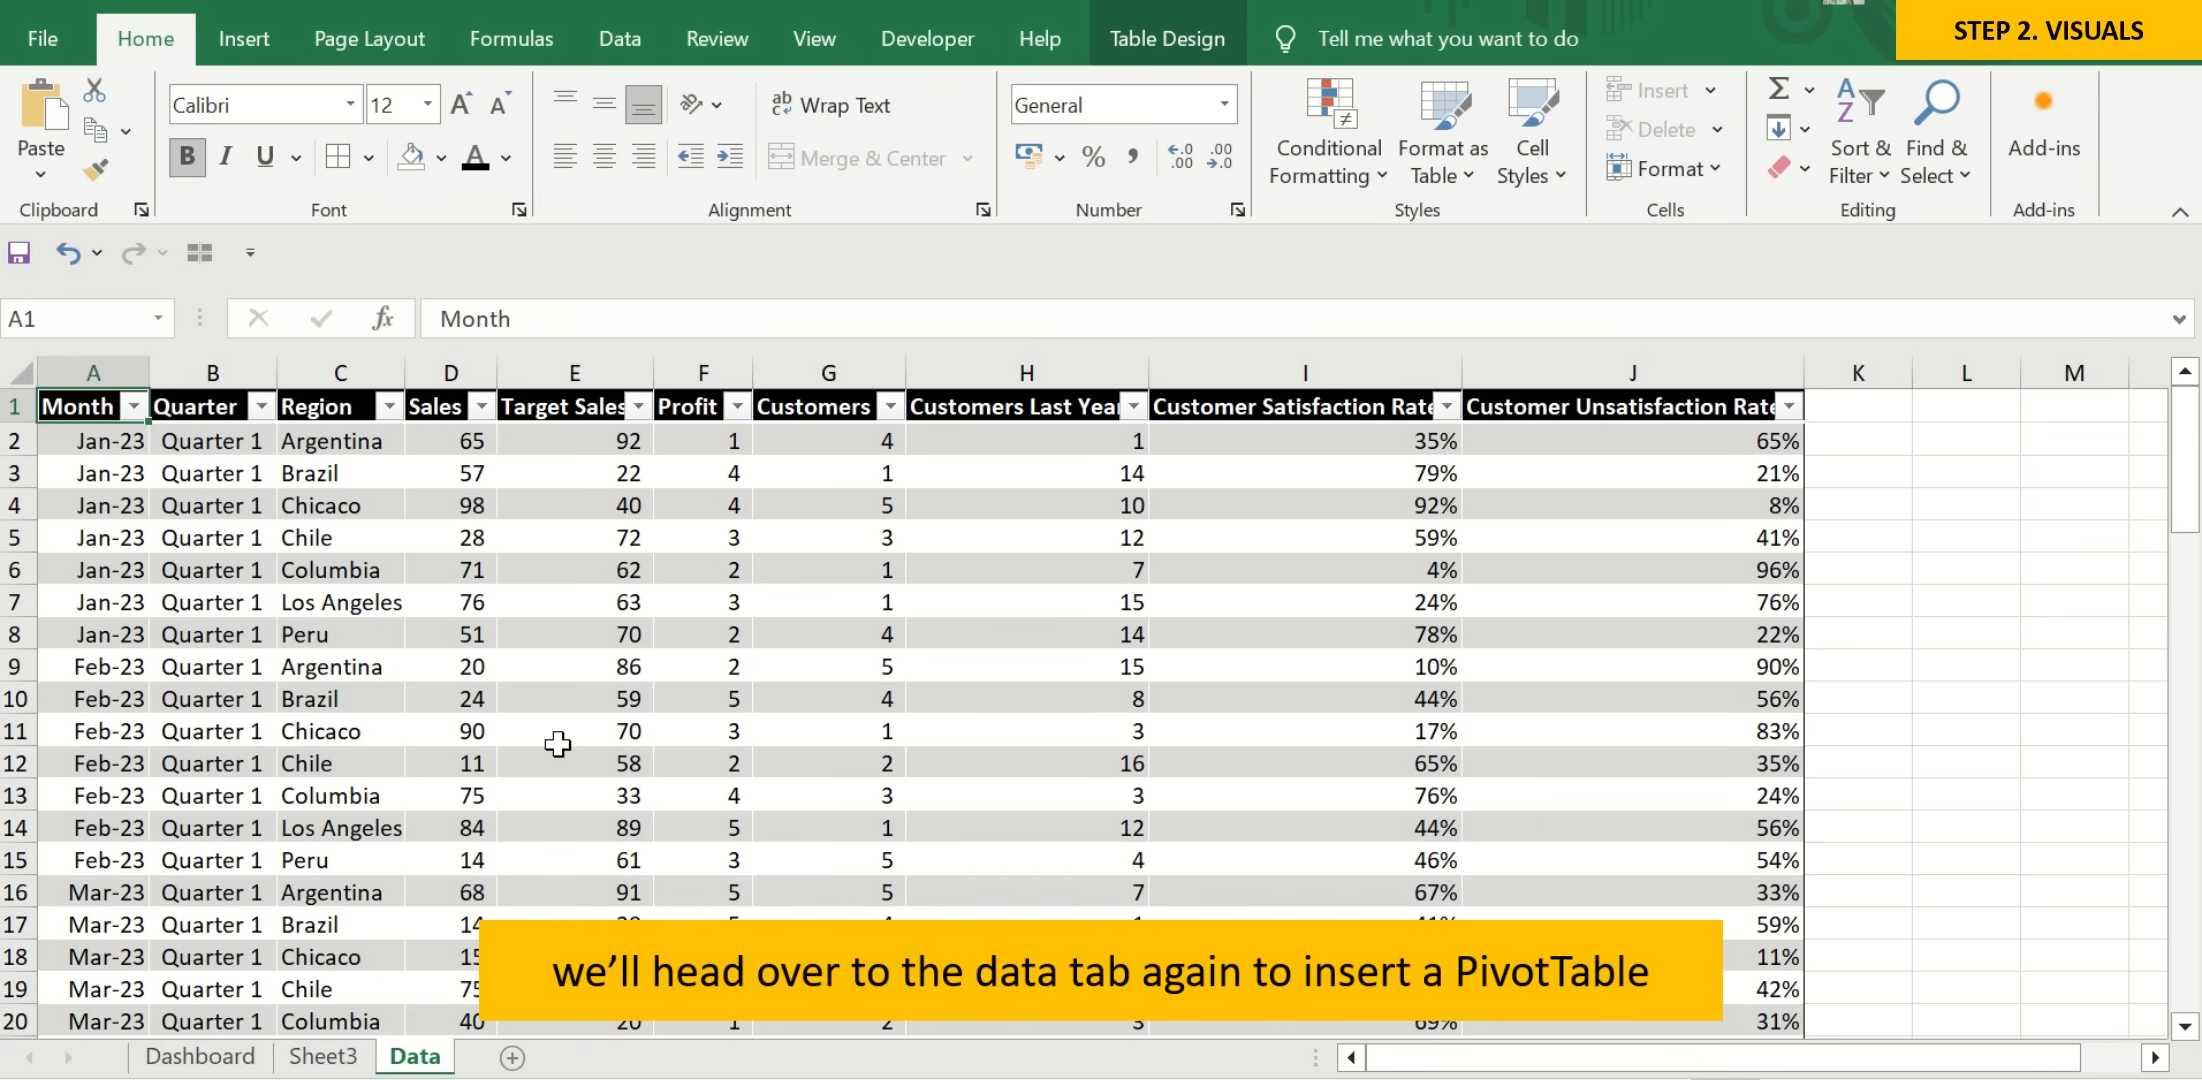 File Home Insert Page Layout Formulas Data Review View Developer Help Table Design Tell me what you want to do
STEP 2. VISUALS
Paste
Clipboard
Calibri 12
B I U
Font
Wrap Text
Merge & Center
Alignment
General
Number
Conditional Formatting
Format as Table
Cell Styles
Styles
Insert
Delete
Format
Cells
Sort & Filter
Find & Select
Editing
Add-ins
Add-ins
A1 fx Month
A B C D E F G H I J K L M
1 Month Quarter Region Sales Target Sales Profit Customers Customers Last Yea Customer Satisfaction Rate Customer Unsatisfaction Rate
2 Jan-23 Quarter 1 Argentina 65 92 1 4 1 35% 65%
3 Jan-23 Quarter 1 Brazil 57 22 4 1 14 79% 21%
4 Jan-23 Quarter 1 Chicaco 98 40 4 5 10 92% 8%
5 Jan-23 Quarter 1 Chile 28 72 3 3 12 59% 41%
6 Jan-23 Quarter 1 Columbia 71 62 2 1 7 4% 96%
7 Jan-23 Quarter 1 Los Angeles 76 63 3 1 15 24% 76%
8 Jan-23 Quarter 1 Peru 51 70 2 4 14 78% 22%
9 Feb-23 Quarter 1 Argentina 20 86 2 5 15 10% 90%
10 Feb-23 Quarter 1 Brazil 24 59 5 4 8 44% 56%
11 Feb-23 Quarter 1 Chicaco 90 70 3 1 3 17% 83%
12 Feb-23 Quarter 1 Chile 11 58 2 2 16 65% 35%
13 Feb-23 Quarter 1 Columbia 75 33 4 3 3 76% 24%
14 Feb-23 Quarter 1 Los Angeles 84 89 5 1 12 44% 56%
15 Feb-23 Quarter 1 Peru 14 61 3 5 4 46% 54%
16 Mar-23 Quarter 1 Argentina 68 91 5 5 7 67% 33%
17 Mar-23 Quarter 1 Brazil 14 59%
18 Mar-23 Quarter 1 Chicaco 11%
19 Mar-23 Quarter 1 Chile 42%
20 Mar-23 Quarter 1 Columbia 40 31%
we'll head over to the data tab again to insert a PivotTable
Dashboard Sheet3 Data